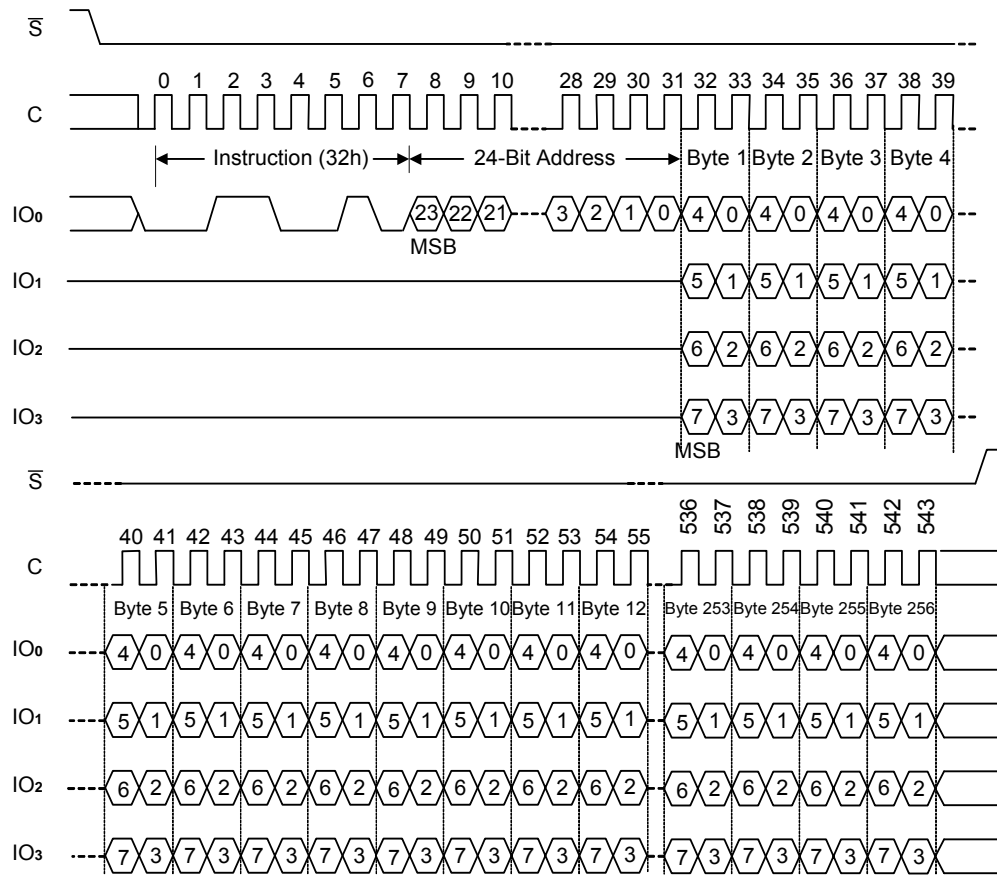 S
0 1 2 3 4 5 6 7 8 9 10 28 29 30 31 32 33 34 35 36 37 38 39
C
Instruction (32h) 24-Bit Address Byte 1 Byte 2 Byte 3 Byte 4
IO0 23 22 21 3 2 1 0 4 0 4 0 4 0 4 0
MSB
IO1 5 1 5 1 5 1 5 1
IO2 6 2 6 2 6 2 6 2
IO3 7 3 7 3 7 3 7 3
MSB
S
40 41 42 43 44 45 46 47 48 49 50 51 52 53 54 55 536 537 538 539 540 541 542 543
C
Byte 5 Byte 6 Byte 7 Byte 8 Byte 9 Byte 10 Byte 11 Byte 12 Byte 253 Byte 254 Byte 255 Byte 256
IO0 4 0 4 0 4 0 4 0 4 0 4 0 4 0 4 0 4 0 4 0 4 0 4 0
IO1 5 1 5 1 5 1 5 1 5 1 5 1 5 1 5 1 5 1 5 1 5 1 5 1
IO2 6 2 6 2 6 2 6 2 6 2 6 2 6 2 6 2 6 2 6 2 6 2 6 2
IO3 7 3 7 3 7 3 7 3 7 3 7 3 7 3 7 3 7 3 7 3 7 3 7 3